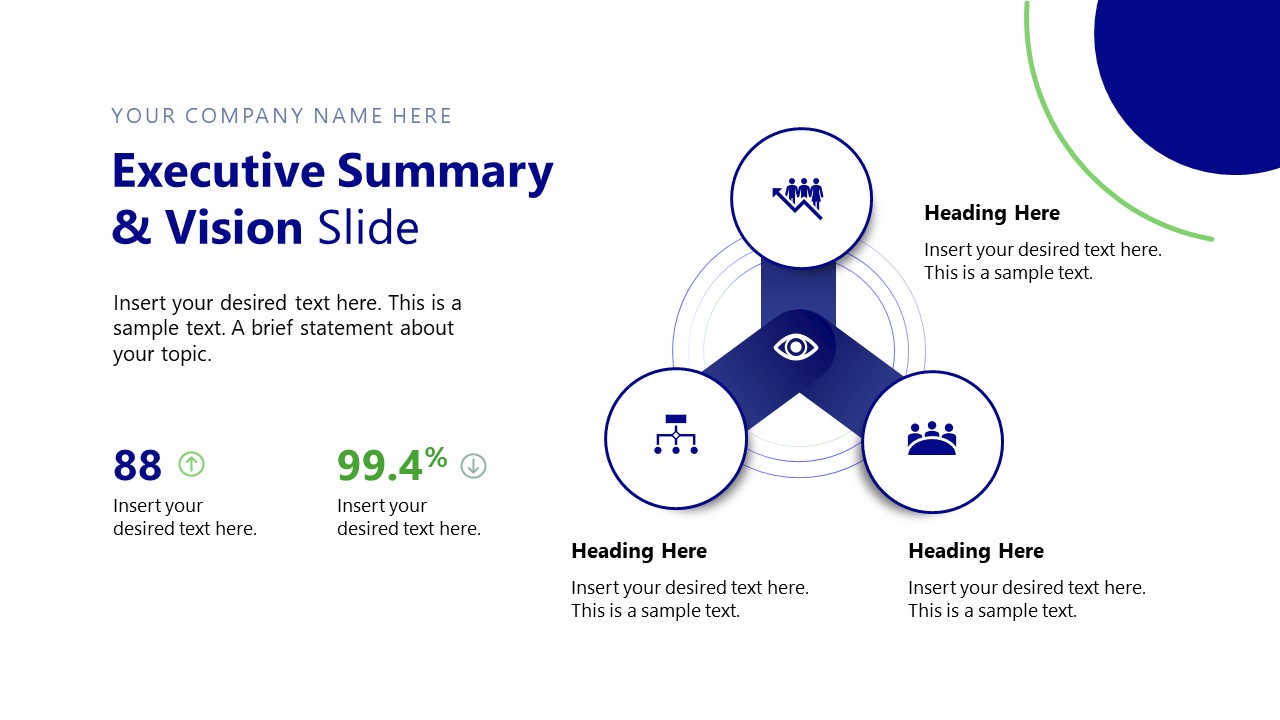 YOUR COMPANY NAME HERE
Executive Summary
& Vision Slide
Insert your desired text here. This is a
sample text. A brief statement about
your topic.
88
Insert your
desired text here.
99.4%
Insert your
desired text here.
Heading Here
Insert your desired text here.
This is a sample text.
Heading Here
Insert your desired text here.
This is a sample text.
Heading Here
Insert your desired text here.
This is a sample text.